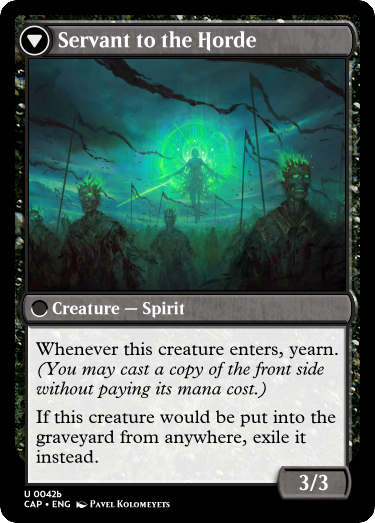 Servant to the Horde
Creature — Spirit
Whenever this creature enters, yearn.
(You may cast a copy of the front side
without paying its mana cost.)
If this creature would be put into the
graveyard from anywhere, exile it
instead.
3/3
U 0042b
CAP • ENG Pavel Kolomeyets